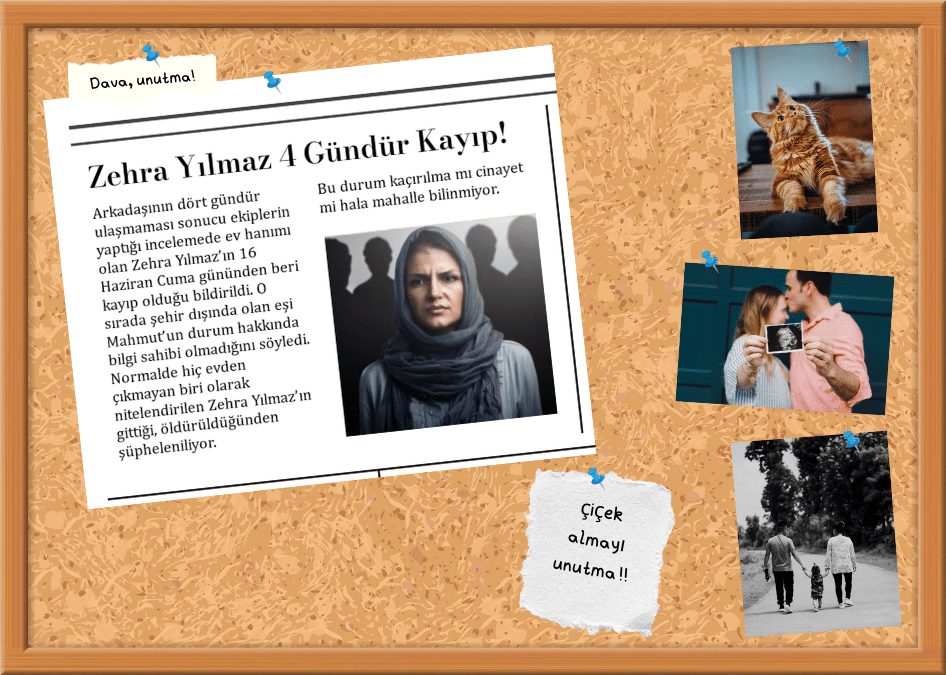 Dava, unutma!
Zehra Yılmaz 4 Gündür Kayıp!
Arkadaşının dört gündür
ulaşmaması sonucu ekiplerin
yaptığı incelemede ev hanımı
olan Zehra Yılmaz'ın 16
Haziran Cuma gününden beri
kayıp olduğu bildirildi. O
sırada şehir dışında olan eşi
Mahmut'un durum hakkında
bilgi sahibi olmadığını söyledi.
Normalde hiç evden
çıkmayan biri olarak
nitelendirilen Zehra Yılmaz'ın
gittiği, öldürüldüğünden
şüpheleniliyor.
Bu durum kaçırılma mı cinayet
mi hala mahalle bilinmiyor.
Çiçek
almayı
unutma!!